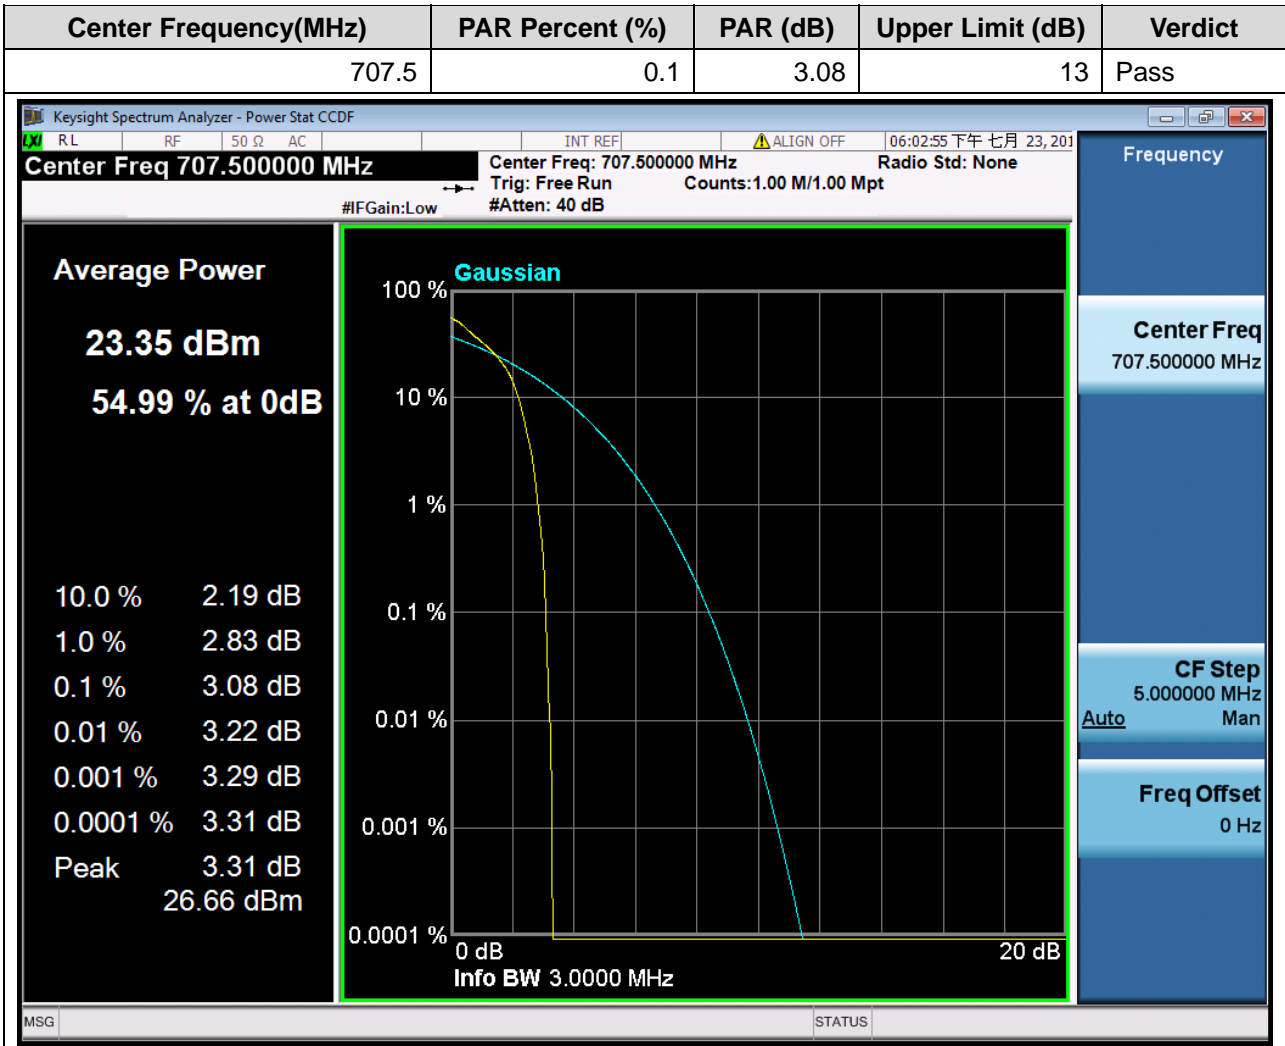 Center Frequency(MHz) PAR Percent (%) PAR (dB) Upper Limit (dB) Verdict
707.5 0.1 3.08 13 Pass
Keysight Spectrum Analyzer - Power Stat CCDF
LXI RL RF 50 Ω AC INT REF ALIGN OFF 06:02:55 下午 七月 23, 201
Center Freq 707.500000 MHz
Center Freq: 707.500000 MHz Radio Std: None
Trig: Free Run Counts:1.00 M/1.00 Mpt
#IFGain:Low #Atten: 40 dB
Frequency
Average Power
23.35 dBm
54.99 % at 0dB
10.0 % 2.19 dB
1.0 % 2.83 dB
0.1 % 3.08 dB
0.01 % 3.22 dB
0.001 % 3.29 dB
0.0001 % 3.31 dB
Peak 3.31 dB
26.66 dBm
Gaussian
100 %
10 %
1 %
0.1 %
0.01 %
0.001 %
0.0001 %
0 dB 20 dB
Info BW 3.0000 MHz
Center Freq
707.500000 MHz
CF Step
5.000000 MHz
Auto Man
Freq Offset
0 Hz
MSG STATUS